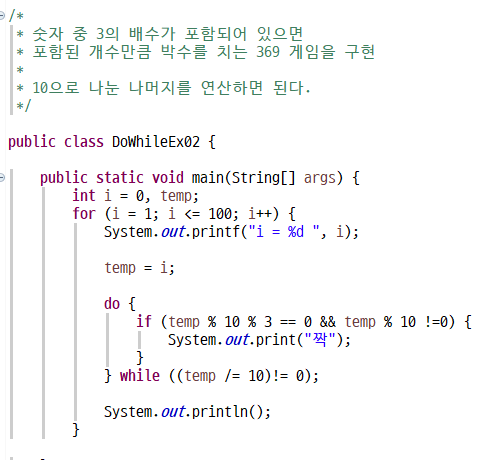 /*
 * 숫자 중 3의 배수가 포함되어 있으면
 * 포함된 개수만큼 박수를 치는 369 게임을 구현
 *
 * 10으로 나눈 나머지를 연산하면 된다.
 */
public class DoWhileEx02 {
    public static void main(String[] args) {
        int i = 0, temp;
        for (i = 1; i <= 100; i++) {
            System.out.printf("i = %d ", i);
            temp = i;
            do {
                if (temp % 10 % 3 == 0 && temp % 10 !=0) {
                    System.out.print("짝");
                }
            } while ((temp /= 10)!= 0);
            System.out.println();
        }